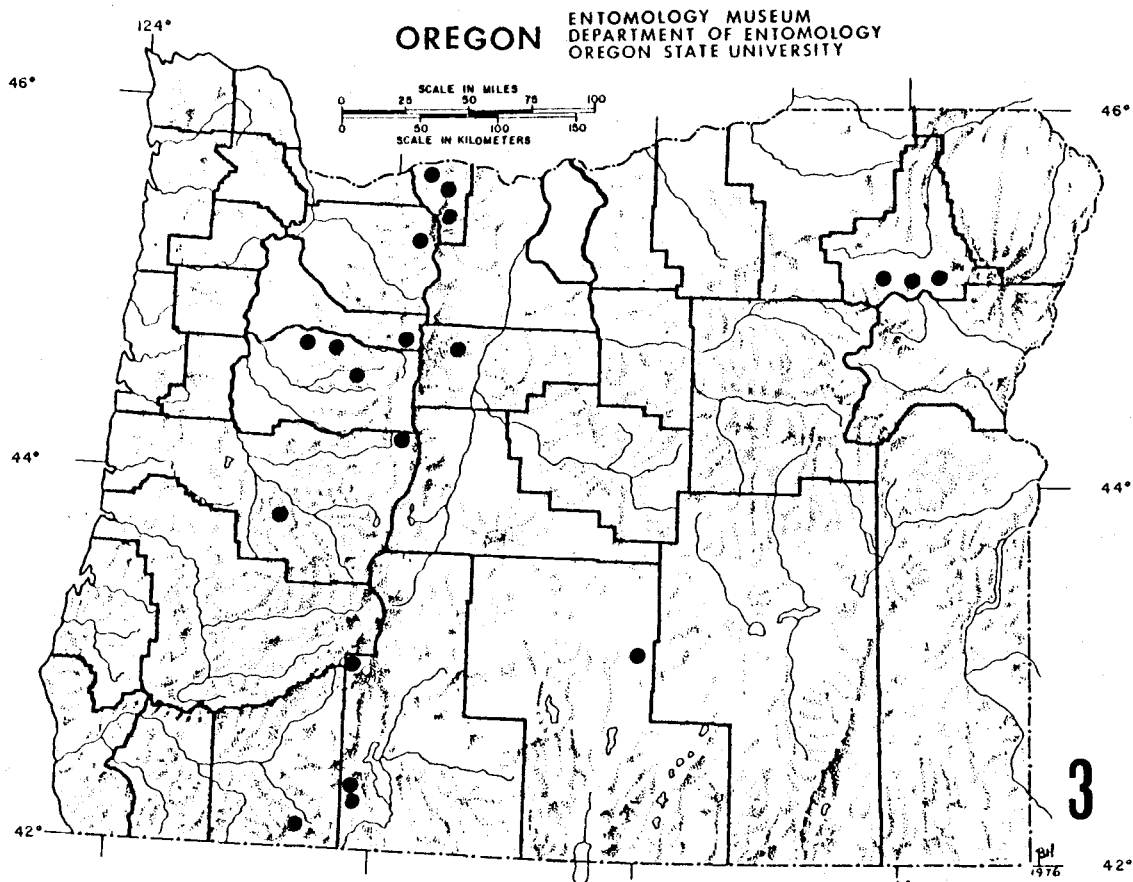 124°
OREGON
ENTOMOLOGY MUSEUM
DEPARTMENT OF ENTOMOLOGY
OREGON STATE UNIVERSITY
46°
SCALE IN MILES
0 25 50 75 100
0 50 100 150
SCALE IN KILOMETERS
46°
44°
44°
3
42°
BH
1976
42°